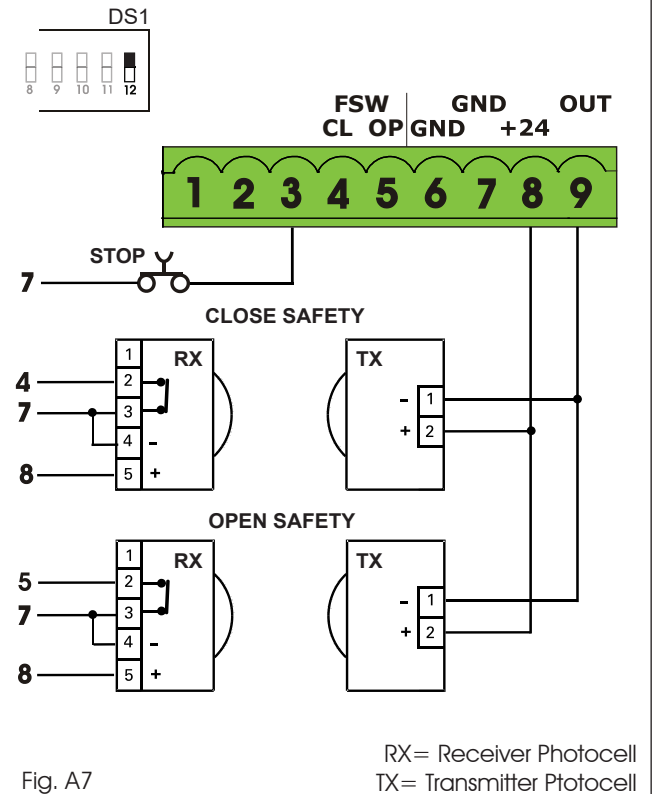 DS1
8 9 10 11 12
FSW GND OUT
CL OP GND +24
1 2 3 4 5 6 7 8 9
STOP
7
CLOSE SAFETY
1 RX TX
4 2 - 1
7 3
4 - + 2
8 5 +
OPEN SAFETY
1 RX TX
5 2
7 3 - 1
4 - + 2
8 5 +
RX= Receiver Photocell
Fig. A7 TX= Transmitter Ptotocell